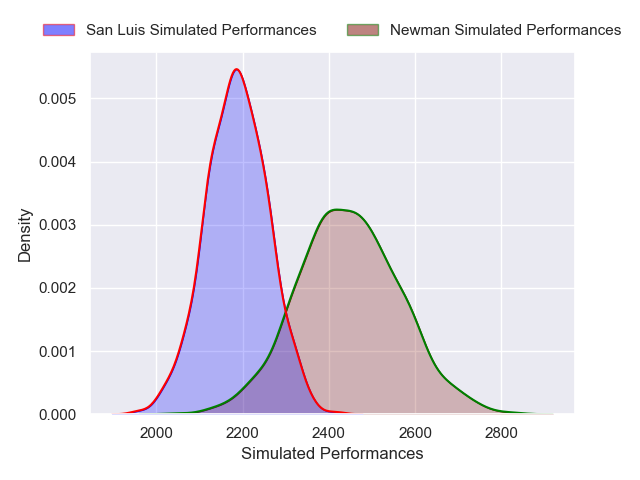 San Luis Simulated Performances Newman Simulated Performances
0.005
0.004
0.003
0.002
0.001
0.000
Density
2000 2200 2400 2600 2800
Simulated Performances